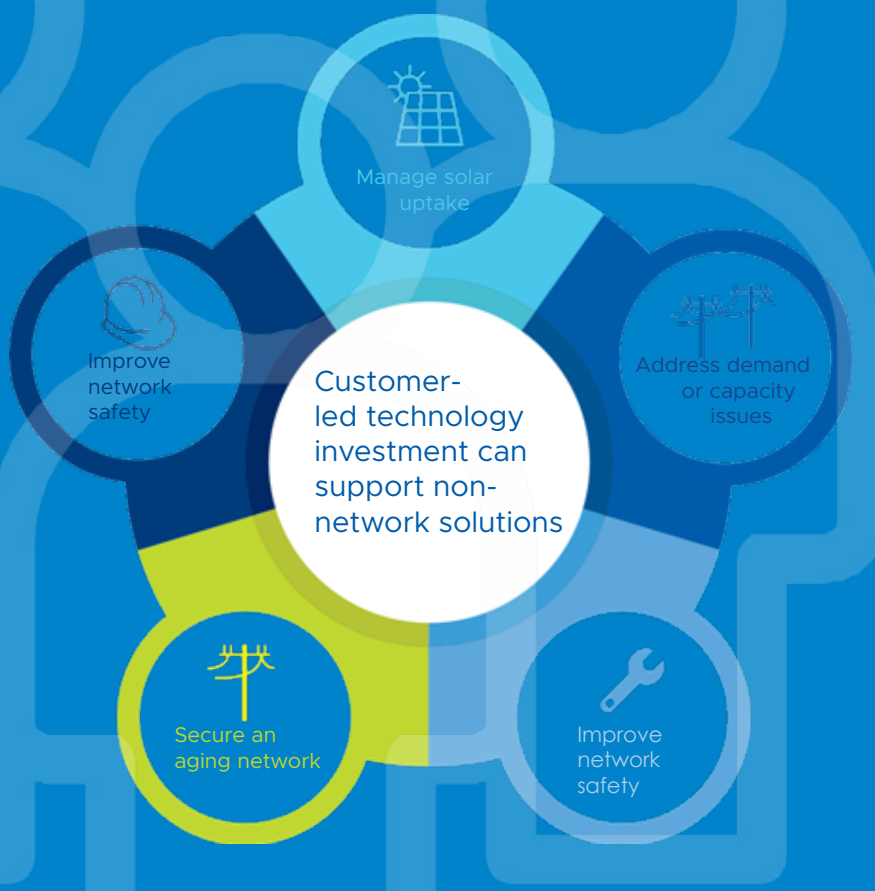 Manage solar
uptake
Improve
network
safety
Address demand
or capacity
issues
Customer-
led technology
investment can
support non-
network solutions
Secure an
aging network
Improve
network
safety